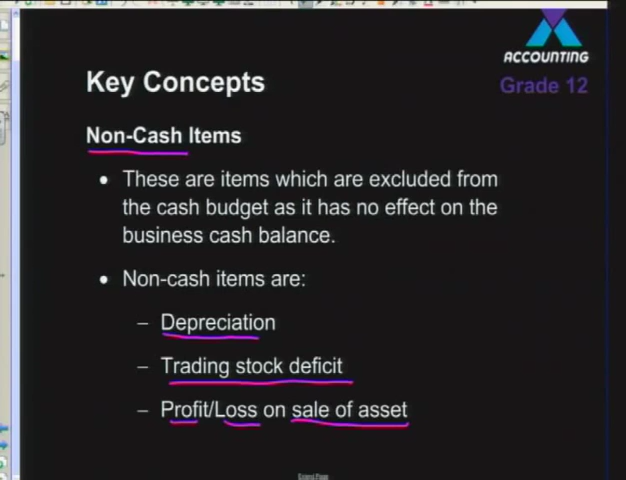 ACCOUNTING
Grade 12
Key Concepts
Non-Cash Items
• These are items which are excluded from
the cash budget as it has no effect on the
business cash balance.
• Non-cash items are:
– Depreciation
– Trading stock deficit
– Profit/Loss on sale of asset